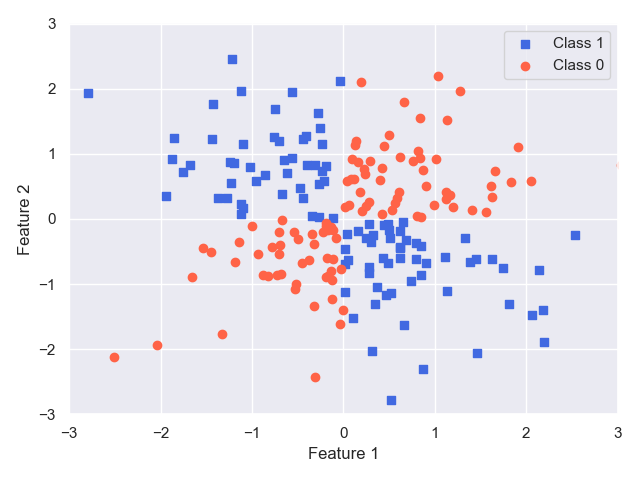 3
2
1
0
−1
−2
−3
Feature 2
Class 1
Class 0
−3 −2 −1 0 1 2 3
Feature 1